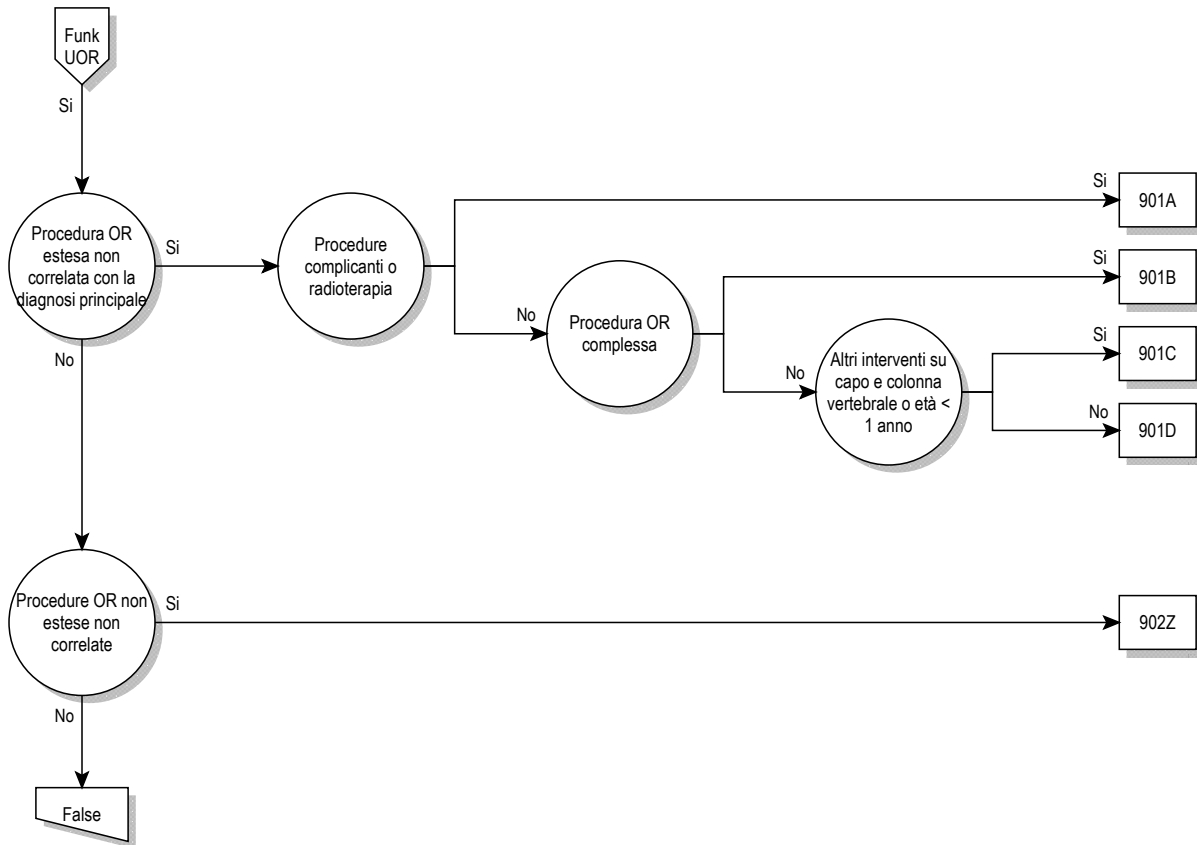 Funk
UOR
Si
Procedura OR
estesa non
correlata con la
diagnosi principale
Si
Procedure
complicanti o
radioterapia
Si
901A
No
Procedura OR
complessa
Si
901B
No
Altri interventi su
capo e colonna
vertebrale o età <
1 anno
Si
901C
No
901D
No
Procedure OR non
estese non
correlate
Si
902Z
No
False